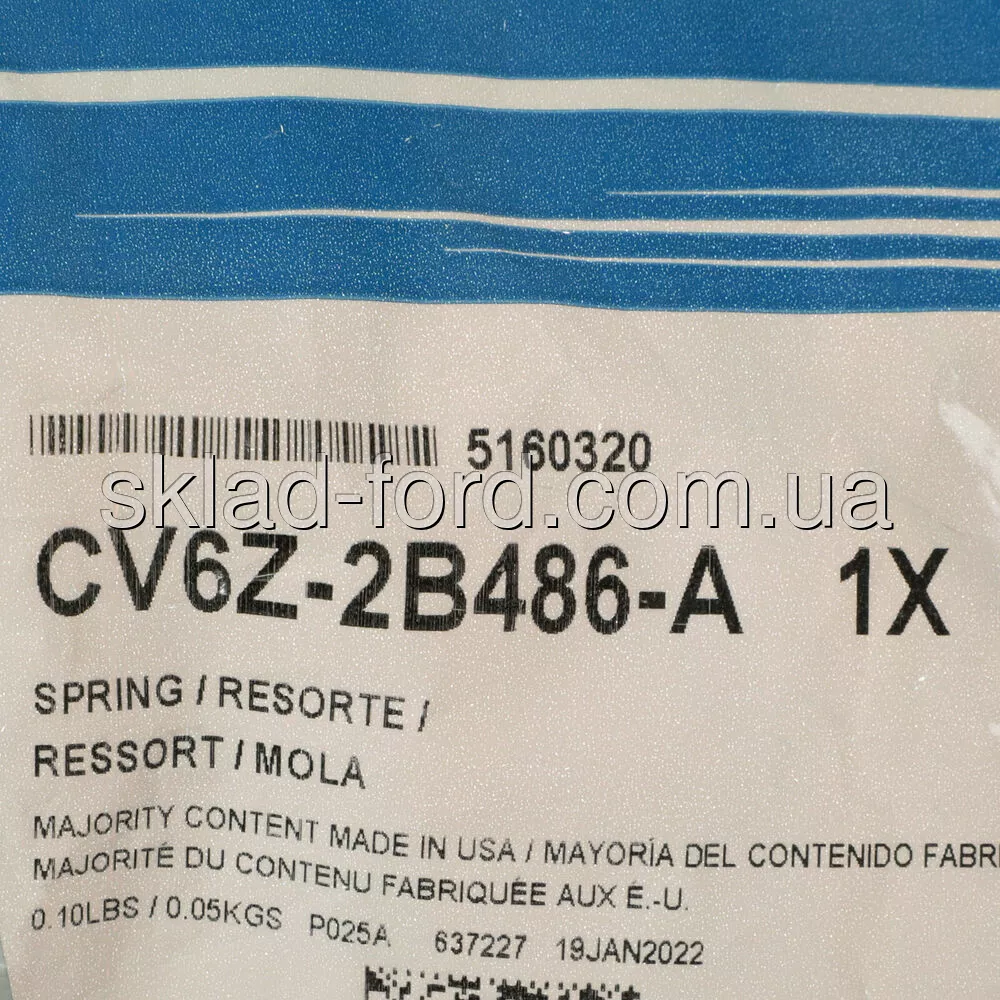 5160320
sklad-ford.com.ua
CV6Z-2B486-A 1X
SPRING / RESORTE /
RESSORT / MOLA
MAJORITY CONTENT MADE IN USA / MAYORÍA DEL CONTENIDO FABRI
MAJORITÉ DU CONTENU FABRIQUÉE AUX É.-U.
0.10LBS / 0.05KGS P025A 637227 19JAN2022